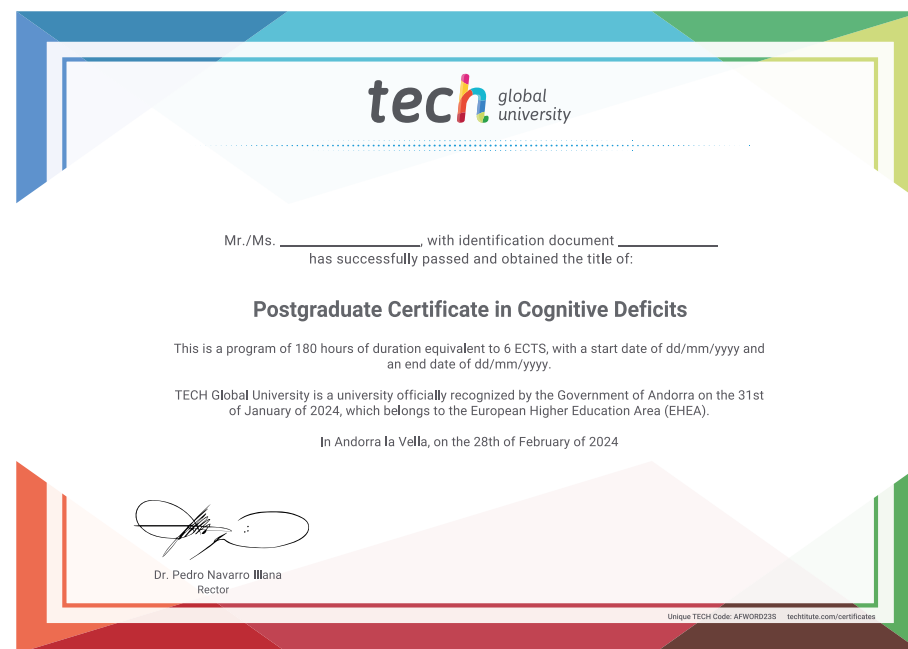 tech global university
Mr./Ms. ____________, with identification document ____________
has successfully passed and obtained the title of:
Postgraduate Certificate in Cognitive Deficits
This is a program of 180 hours of duration equivalent to 6 ECTS, with a start date of dd/mm/yyyy and
an end date of dd/mm/yyyy.
TECH Global University is a university officially recognized by the Government of Andorra on the 31st
of January of 2024, which belongs to the European Higher Education Area (EHEA).
In Andorra la Vella, on the 28th of February of 2024
Dr. Pedro Navarro Illana
Rector
Unique TECH Code: AFWORD23S techtitute.com/certificates